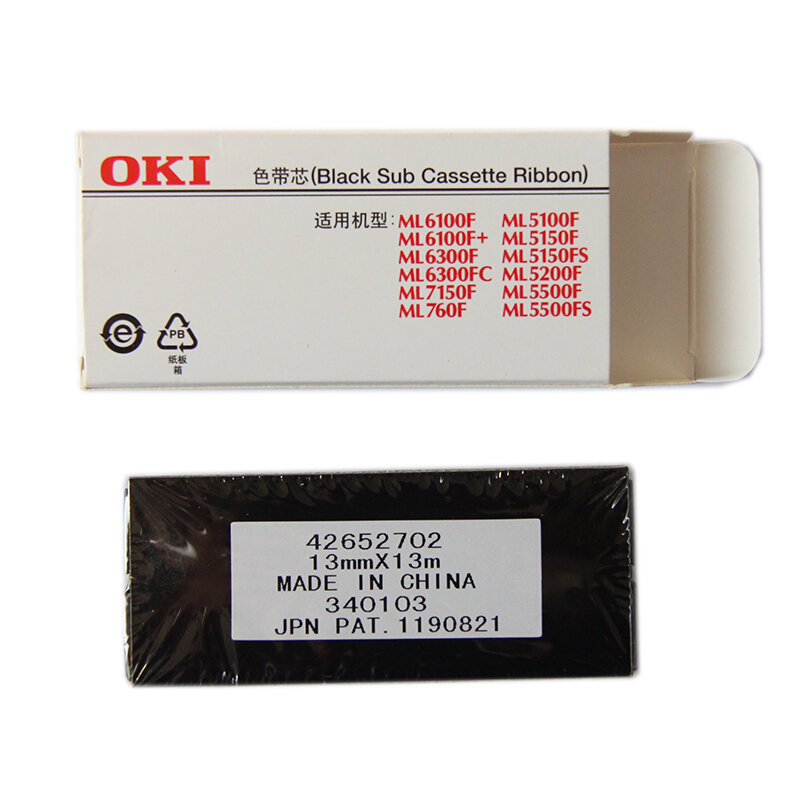 OKI 色带芯(Black Sub Cassette Ribbon)
适用机型: ML6100F ML5100F
ML6100F+ ML5150F
ML6300F ML5150FS
ML6300FC ML5200F
ML7150F ML5500F
ML760F ML5500FS
e PB
纸板
箱
42652702
13mmX13m
MADE IN CHINA
340103
JPN PAT.1190821